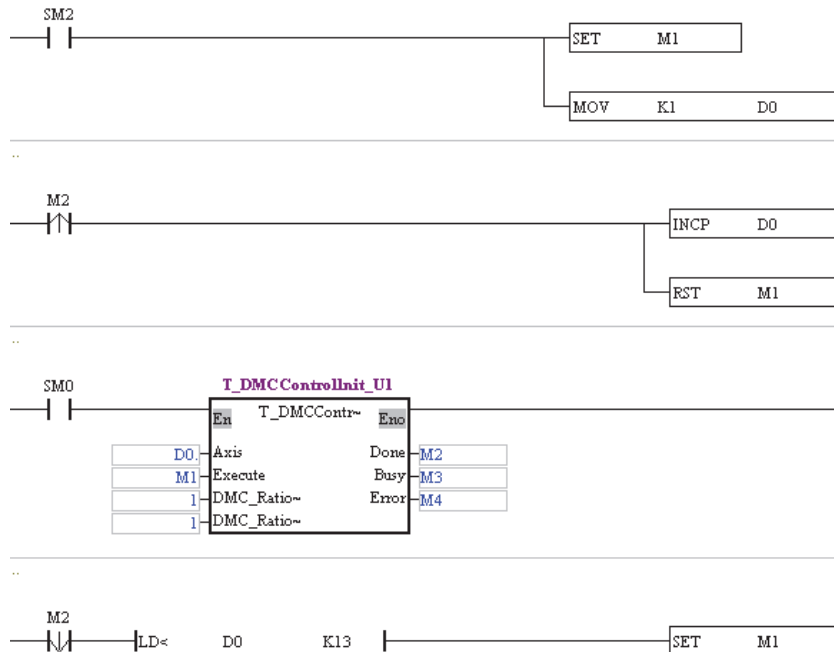 SM2
SET M1
MOV K1 D0
..
M2
INCP D0
RST M1
..
SM0
T_DMCControlInit_U1
En T_DMCContr~ Eno
D0. Axis Done M2
M1 Execute Busy M3
1 DMC_Ratio~ Error M4
1 DMC_Ratio~
..
M2
LD< D0 K13 SET M1